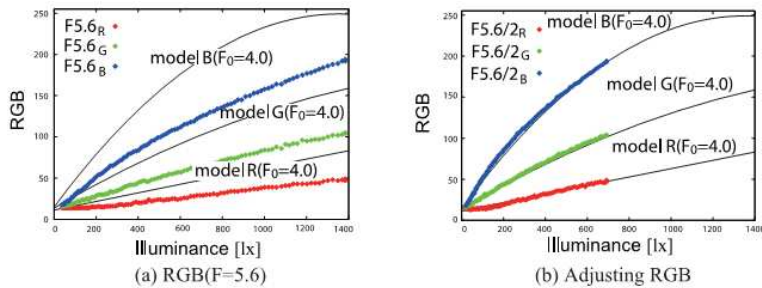 250
200
150
100
50
0
RGB
F5.6R
F5.6G
F5.6B
model B(F0=4.0)
model G(F0=4.0)
model R(F0=4.0)
0 200 400 600 800 1000 1200 1400
Illuminance [lx]
(a) RGB(F=5.6)
250
200
150
100
50
0
RGB
F5.6/2R
F5.6/2G
F5.6/2B
model B(F0=4.0)
model G(F0=4.0)
model R(F0=4.0)
0 200 400 600 800 1000 1200 1400
Illuminance [lx]
(b) Adjusting RGB